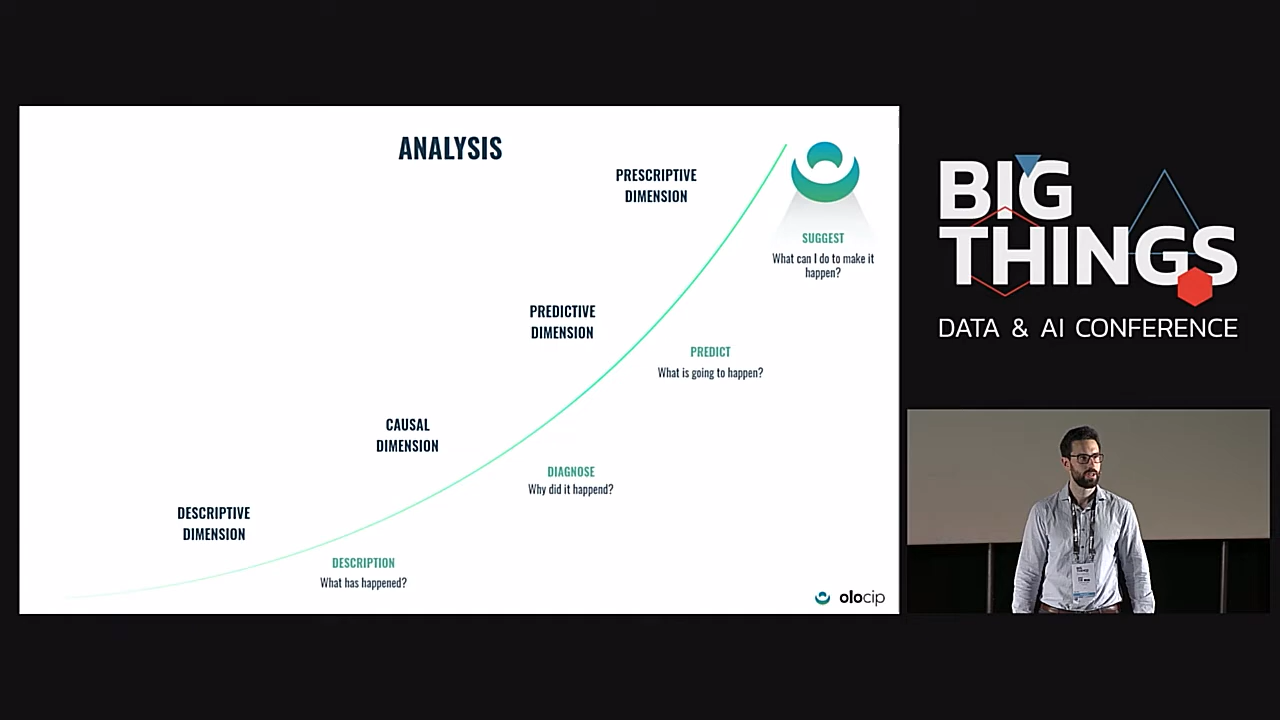 ANALYSIS
PRESCRIPTIVE
DIMENSION
SUGGEST
What can I do to make it
happen?
PREDICTIVE
DIMENSION
PREDICT
What is going to happen?
CAUSAL
DIMENSION
DIAGNOSE
Why did it happend?
DESCRIPTIVE
DIMENSION
DESCRIPTION
What has happened?
olocip
BIG
THINGS
DATA & AI CONFERENCE
BIG
THINGS